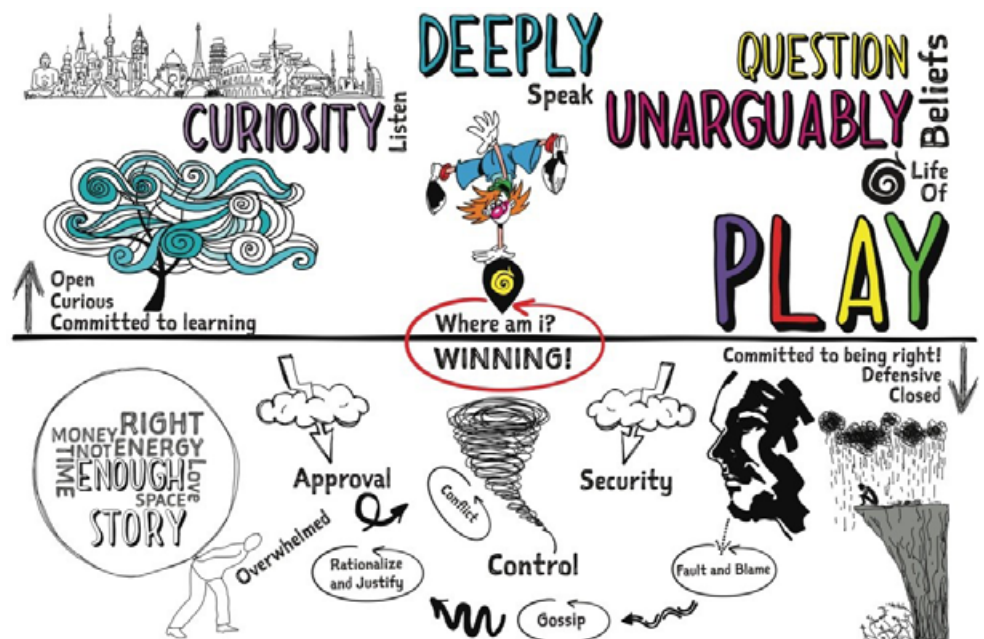 CURIOSITY
Listen
DEEPLY
Speak
QUESTION
UNARGUABLY
Beliefs
Life
Of
PLAY
Open
Curious
Committed to learning
Where am i?
WINNING!
Committed to being right!
Defensive
Closed
RIGHT
MONEY
NOT
ENERGY
TIME
ENOUGH
Love
SPACE
STORY
Overwhelmed
Approval
Conflict
Security
Rationalize
and Justify
Control
Fault and Blame
Gossip